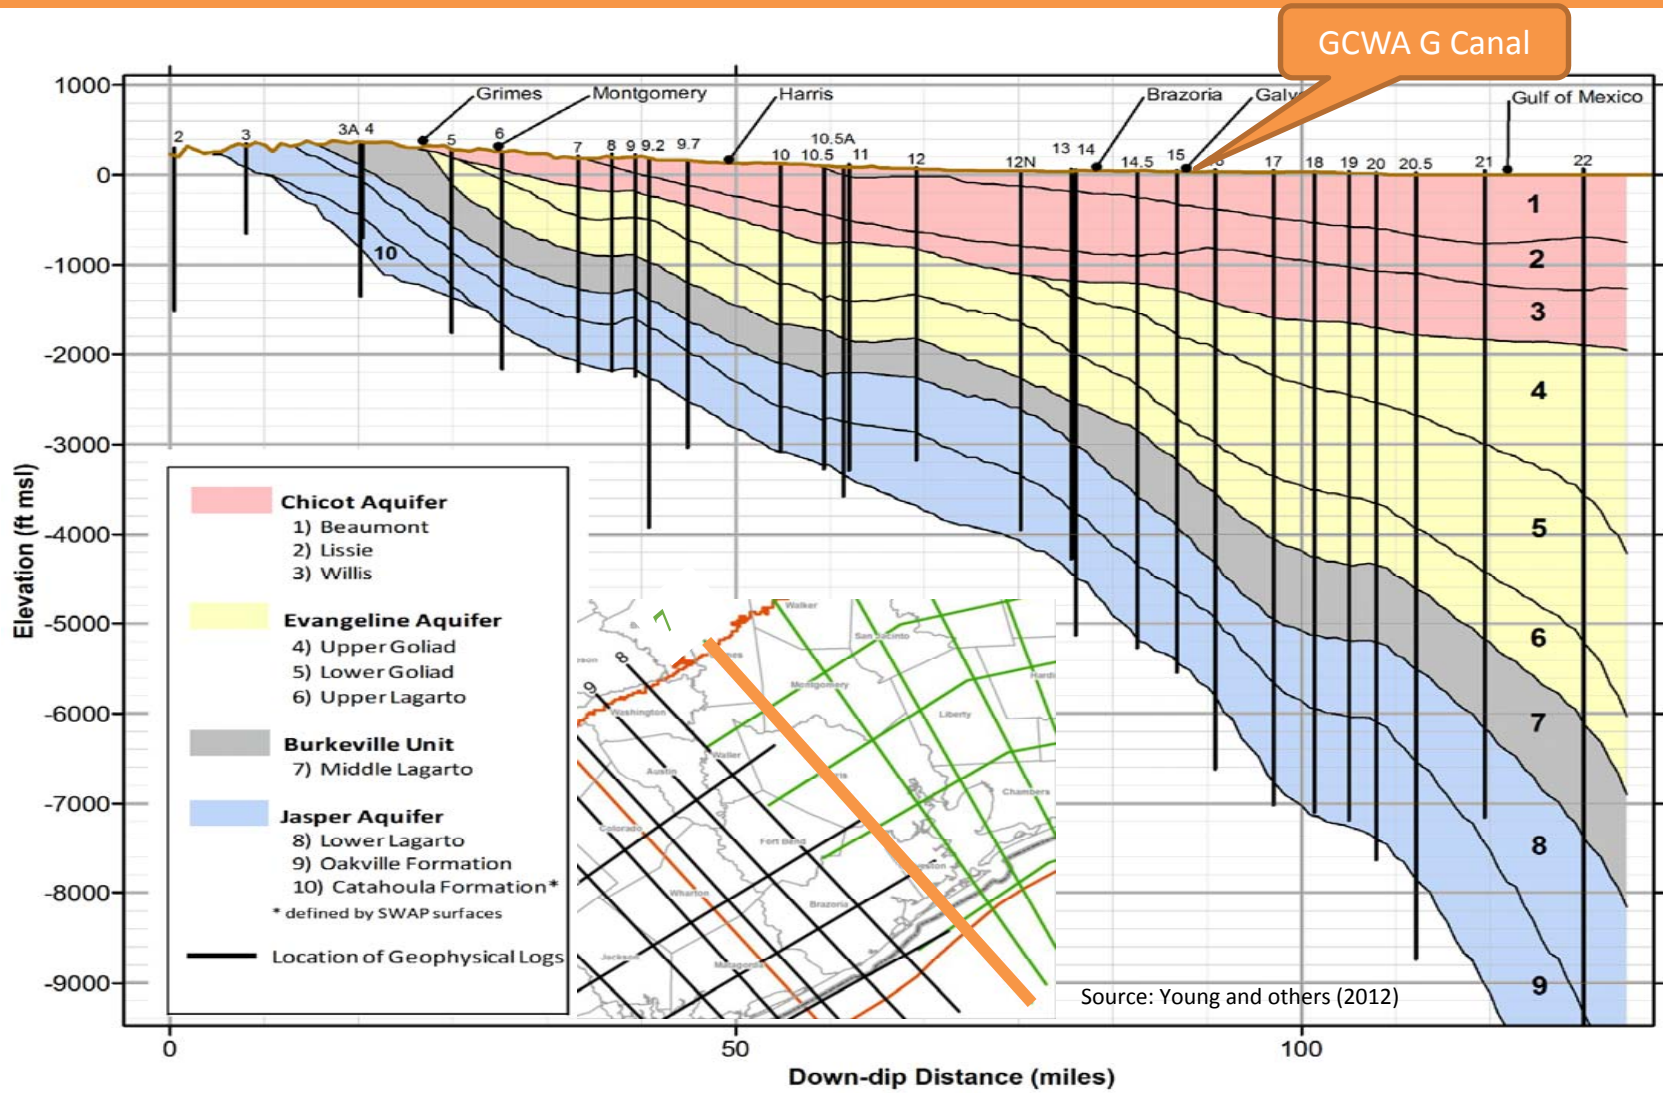 GCWA G Canal
Grimes Montgomery Harris Brazoria Galv Gulf of Mexico
2 3 3A 4 5 6 7 8 9 9.2 9.7 10 10.5 10.5A 11 12 12N 13 14 14.5 15 17 18 19 20 20.5 21 22
1000
0
-1000
-2000
-3000
-4000
-5000
-6000
-7000
-8000
-9000
Elevation (ft msl)
1
2
3
4
5
6
7
8
9
10
Chicot Aquifer
1) Beaumont
2) Lissie
3) Willis
Evangeline Aquifer
4) Upper Goliad
5) Lower Goliad
6) Upper Lagarto
Burkeville Unit
7) Middle Lagarto
Jasper Aquifer
8) Lower Lagarto
9) Oakville Formation
10) Catahoula Formation*
* defined by SWAP surfaces
Location of Geophysical Logs
7
8
9
Walker
San Jacinto
Montgomery
Washington
Liberty
Waller
Austin
Chambers
Colorado
Fort Bend
Wharton
Brazoria
Jackson
Matagorda
Source: Young and others (2012)
0 50 100
Down-dip Distance (miles)